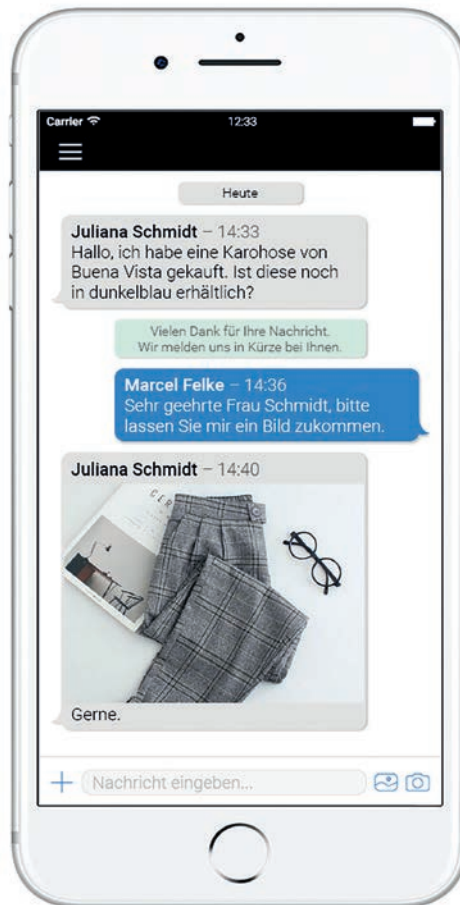 Carrier 12:33
Heute
Juliana Schmidt – 14:33
Hallo, ich habe eine Karohose von
Buena Vista gekauft. Ist diese noch
in dunkelblau erhältlich?
Vielen Dank für Ihre Nachricht.
Wir melden uns in Kürze bei Ihnen.
Marcel Felke – 14:36
Sehr geehrte Frau Schmidt, bitte
lassen Sie mir ein Bild zukommen.
Juliana Schmidt – 14:40
CER
Gerne.
Nachricht eingeben...